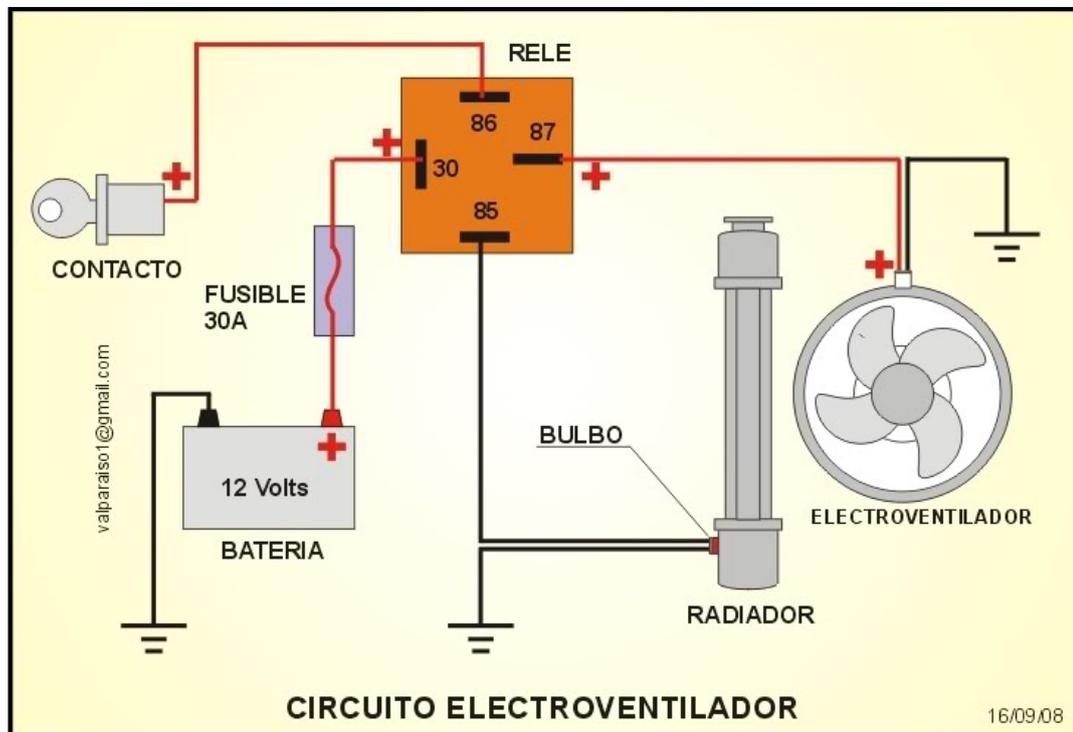 RELE
86
87
30
85
CONTACTO
FUSIBLE
30A
valparaiso1@gmail.com
12 Volts
BATERIA
BULBO
ELECTROVENTILADOR
RADIADOR
CIRCUITO ELECTROVENTILADOR
16/09/08